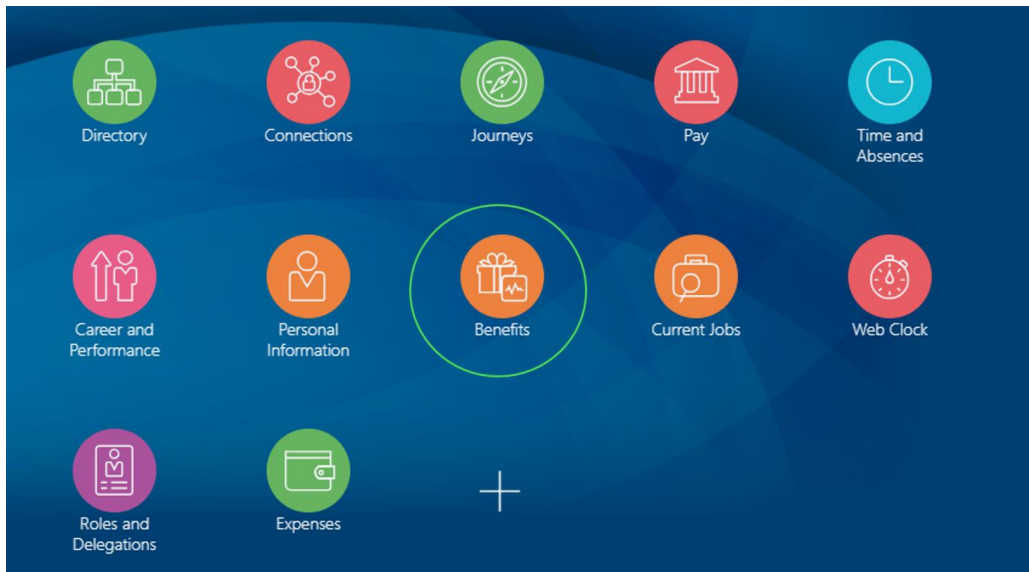 Directory
Connections
Journeys
Pay
Time and
Absences
Career and
Performance
Personal
Information
Benefits
Current Jobs
Web Clock
Roles and
Delegations
Expenses